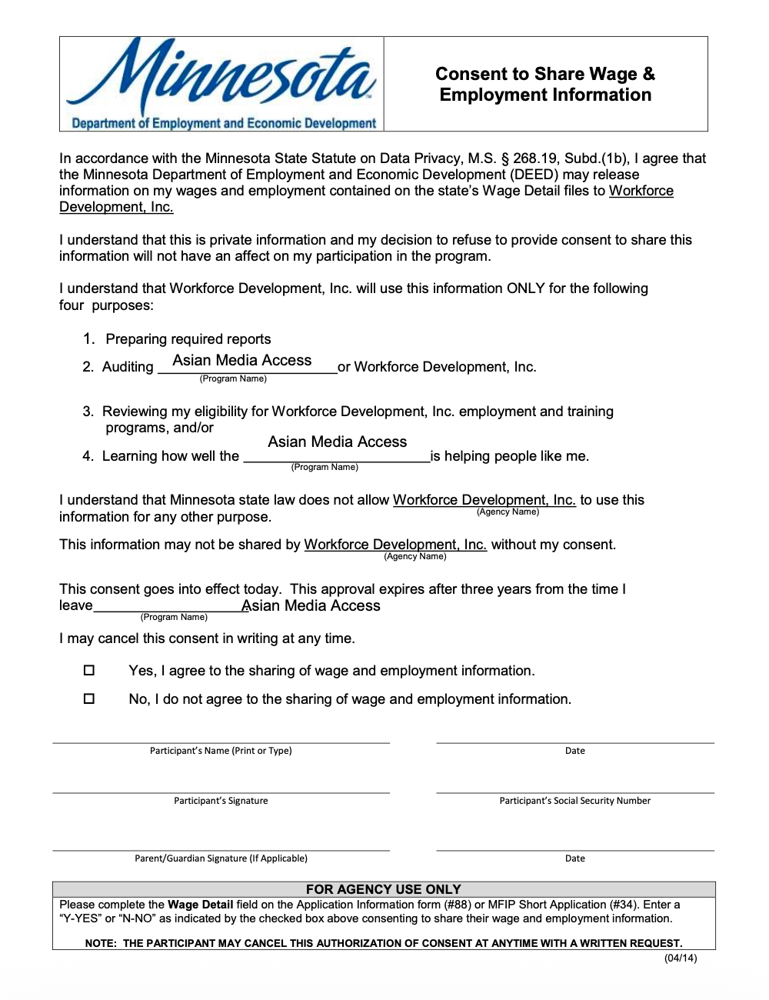 Minnesota™
Department of Employment and Economic Development
Consent to Share Wage &
Employment Information
In accordance with the Minnesota State Statute on Data Privacy, M.S. § 268.19, Subd.(1b), I agree that
the Minnesota Department of Employment and Economic Development (DEED) may release
information on my wages and employment contained on the state's Wage Detail files to Workforce
Development, Inc.
I understand that this is private information and my decision to refuse to provide consent to share this
information will not have an affect on my participation in the program.
I understand that Workforce Development, Inc. will use this information ONLY for the following
four purposes:
1. Preparing required reports
2. Auditing Asian Media Access or Workforce Development, Inc.
(Program Name)
3. Reviewing my eligibility for Workforce Development, Inc. employment and training
programs, and/or
4. Learning how well the Asian Media Access is helping people like me.
(Program Name)
I understand that Minnesota state law does not allow Workforce Development, Inc. to use this
(Agency Name)
information for any other purpose.
This information may not be shared by Workforce Development, Inc. without my consent.
(Agency Name)
This consent goes into effect today. This approval expires after three years from the time I
leave Asian Media Access
(Program Name)
I may cancel this consent in writing at any time.
☐ Yes, I agree to the sharing of wage and employment information.
☐ No, I do not agree to the sharing of wage and employment information.
Participant's Name (Print or Type) Date
Participant's Signature Participant's Social Security Number
Parent/Guardian Signature (If Applicable) Date
FOR AGENCY USE ONLY
Please complete the Wage Detail field on the Application Information form (#88) or MFIP Short Application (#34). Enter a
"Y-YES" or "N-NO" as indicated by the checked box above consenting to share their wage and employment information.
NOTE: THE PARTICIPANT MAY CANCEL THIS AUTHORIZATION OF CONSENT AT ANYTIME WITH A WRITTEN REQUEST.
(04/14)